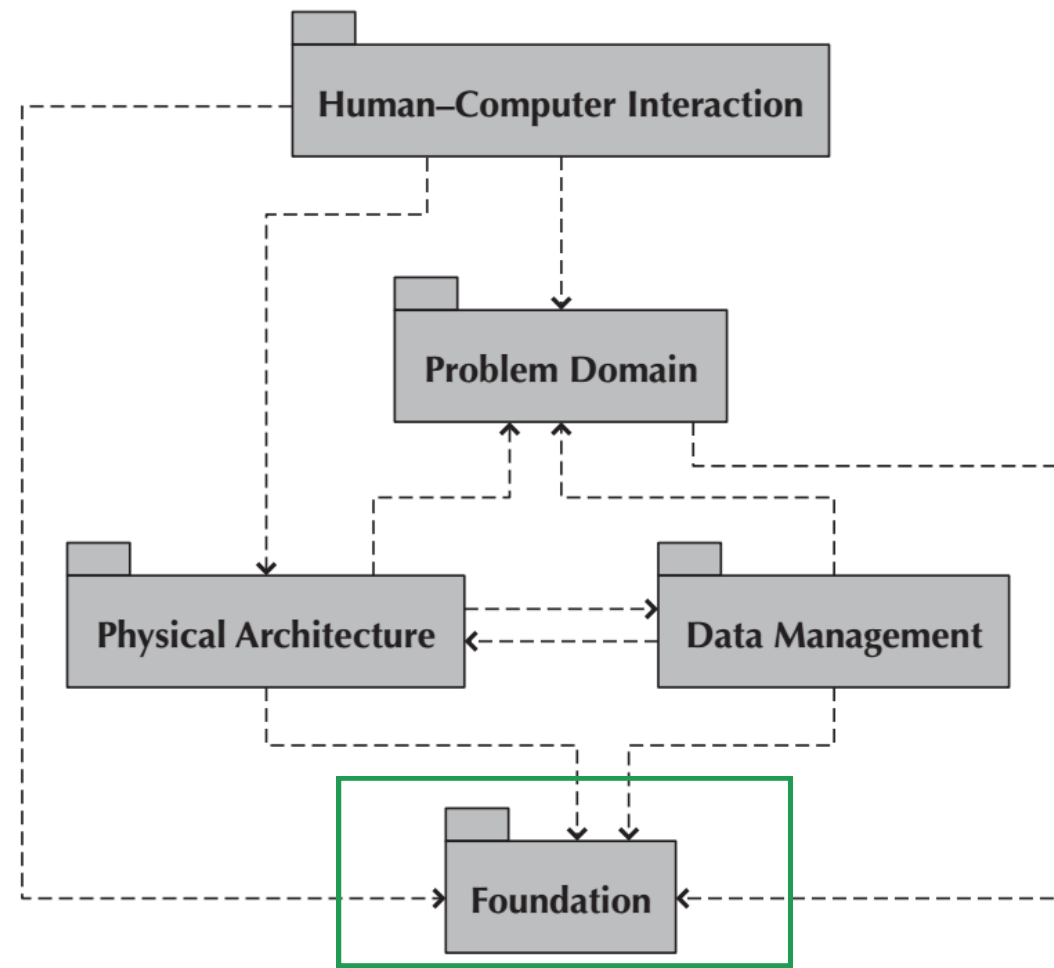 Human–Computer Interaction
Problem Domain
Physical Architecture
Data Management
Foundation